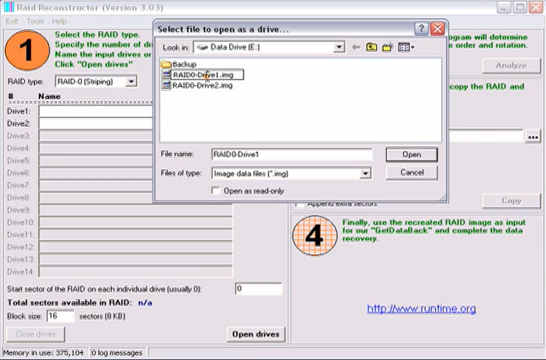 Raid Reconstructor (Version 3.03)
Exit Tools Help
1
Select the RAID type.
Specify the number of dr
Name the input drives or
Click "Open drives"
RAID type: RAID-0 (Striping)
# Name
Drive1:
Drive2:
Drive3:
Drive4:
Drive5:
Drive6:
Drive7:
Drive8:
Drive9:
Drive10:
Drive11:
Drive12:
Drive13:
Drive14:
Start sector of the RAID on each individual drive (usually 0): 0
Total sectors available in RAID: n/a
Block size: 16 sectors (8 KB)
Close drives
Open drives
Memory in use: 375,104
0 log messages
Select file to open as a drive...
Look in: Data Drive (E:)
Backup
RAID0-Drive1.img
RAID0-Drive2.img
File name: RAID0-Drive1
Open
Files of type: Image data files (*.img)
Cancel
Open as read-only
ogram will determine
e order and rotation.
Analyze
copy the RAID and
...
Append extra sectors
Copy
4
Finally, use the recreated RAID image as input
for our "GetDataBack" and complete the data
recovery.
http://www.runtime.org